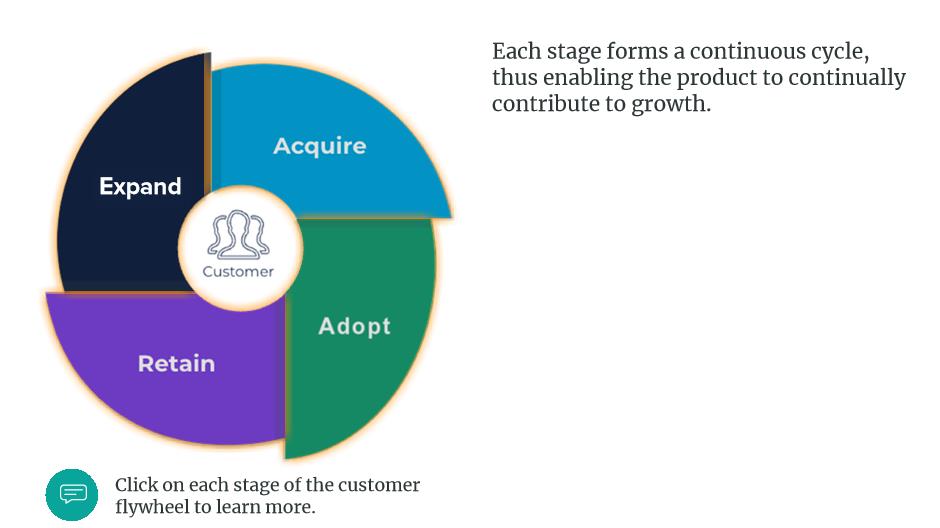 Each stage forms a continuous cycle,
thus enabling the product to continually
contribute to growth.
Acquire
Expand
Customer
Adopt
Retain
Click on each stage of the customer
flywheel to learn more.